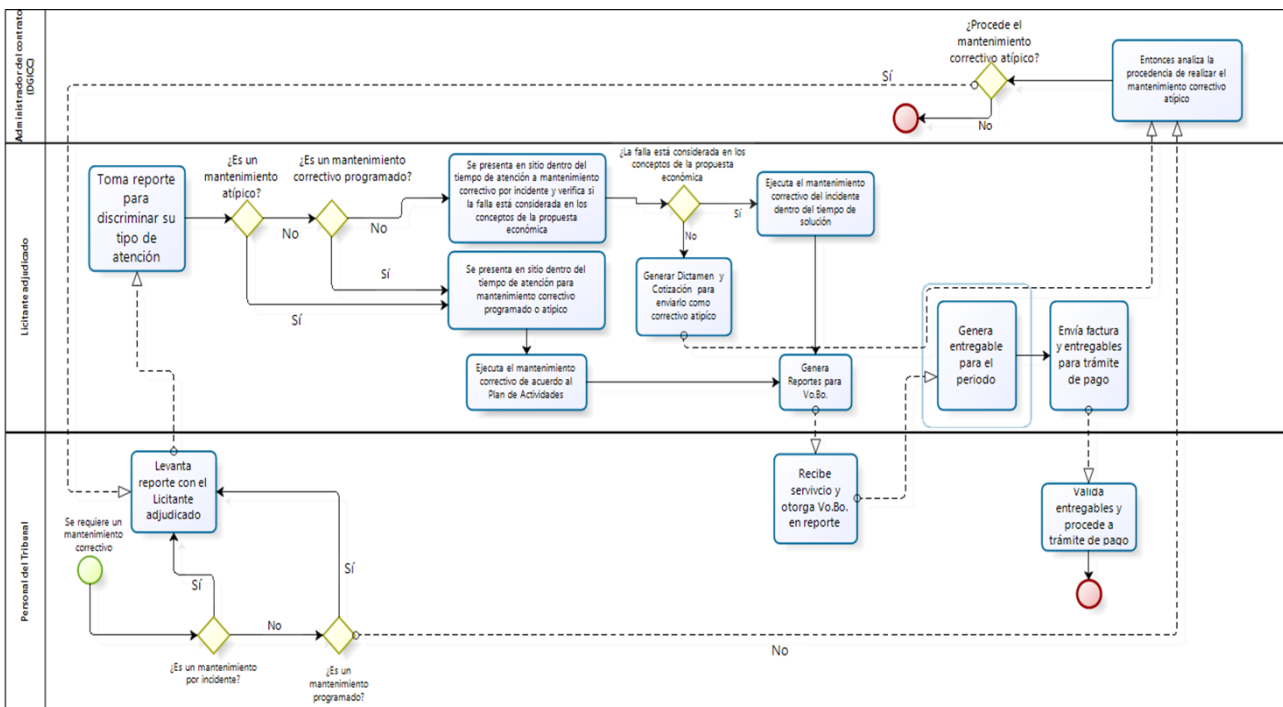 Administrador del contrato
(DGICC)
¿Procede el
mantenimiento
correctivo atípico?
Sí
No
Entonces analiza la
procedencia de realizar el
mantenimiento correctivo
atípico
Licitante adjudicado
Toma reporte
para
discriminar su
tipo de
atención
¿Es un
mantenimiento
atípico?
No
Sí
¿Es un mantenimiento
correctivo programado?
No
Sí
Se presenta en sitio dentro del
tiempo de atención a mantenimiento
correctivo por incidente y verifica si
la falla está considerada en los
conceptos de la propuesta
económica
¿La falla está considerada en los
conceptos de la propuesta
económica
Sí
No
Ejecuta el mantenimiento
correctivo del incidente
dentro del tiempo de
solución
Se presenta en sitio dentro del
tiempo de atención para
mantenimiento correctivo
programado o atipico
Generar Dictamen y
Cotización para
enviarlo como
correctivo atípico
Ejecuta el mantenimiento
correctivo de acuerdo al
Plan de Actividades
Genera
Reportes para
Vo.Bo.
Genera
entregable
para el
periodo
Envía factura
y entregables
para trámite
de pago
Personal del Tribunal
Levanta
reporte con el
Licitante
adjudicado
Se requiere un
mantenimiento
correctivo
Sí
No
¿Es un mantenimiento
por incidente?
Sí
No
¿Es un
mantenimiento
programado?
Recibe
servivcio y
otorga Vo.Bo.
en reporte
Valida
entregables y
procede a
trámite de pago